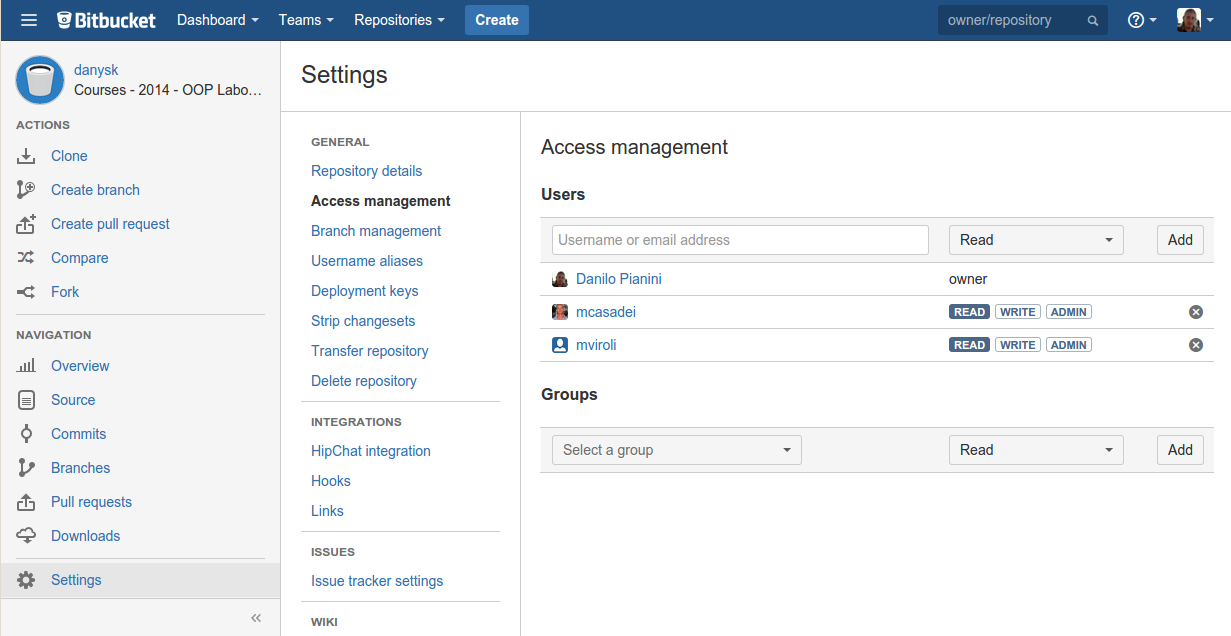 Bitbucket Dashboard Teams Repositories Create owner/repository
danysk
Courses - 2014 - OOP Labo…
ACTIONS
Clone
Create branch
Create pull request
Compare
Fork
NAVIGATION
Overview
Source
Commits
Branches
Pull requests
Downloads
Settings
Settings
GENERAL
Repository details
Access management
Branch management
Username aliases
Deployment keys
Strip changesets
Transfer repository
Delete repository
INTEGRATIONS
HipChat integration
Hooks
Links
ISSUES
Issue tracker settings
WIKI
Access management
Users
Username or email address Read Add
Danilo Pianini owner
mcasadei READ WRITE ADMIN
mviroli READ WRITE ADMIN
Groups
Select a group Read Add